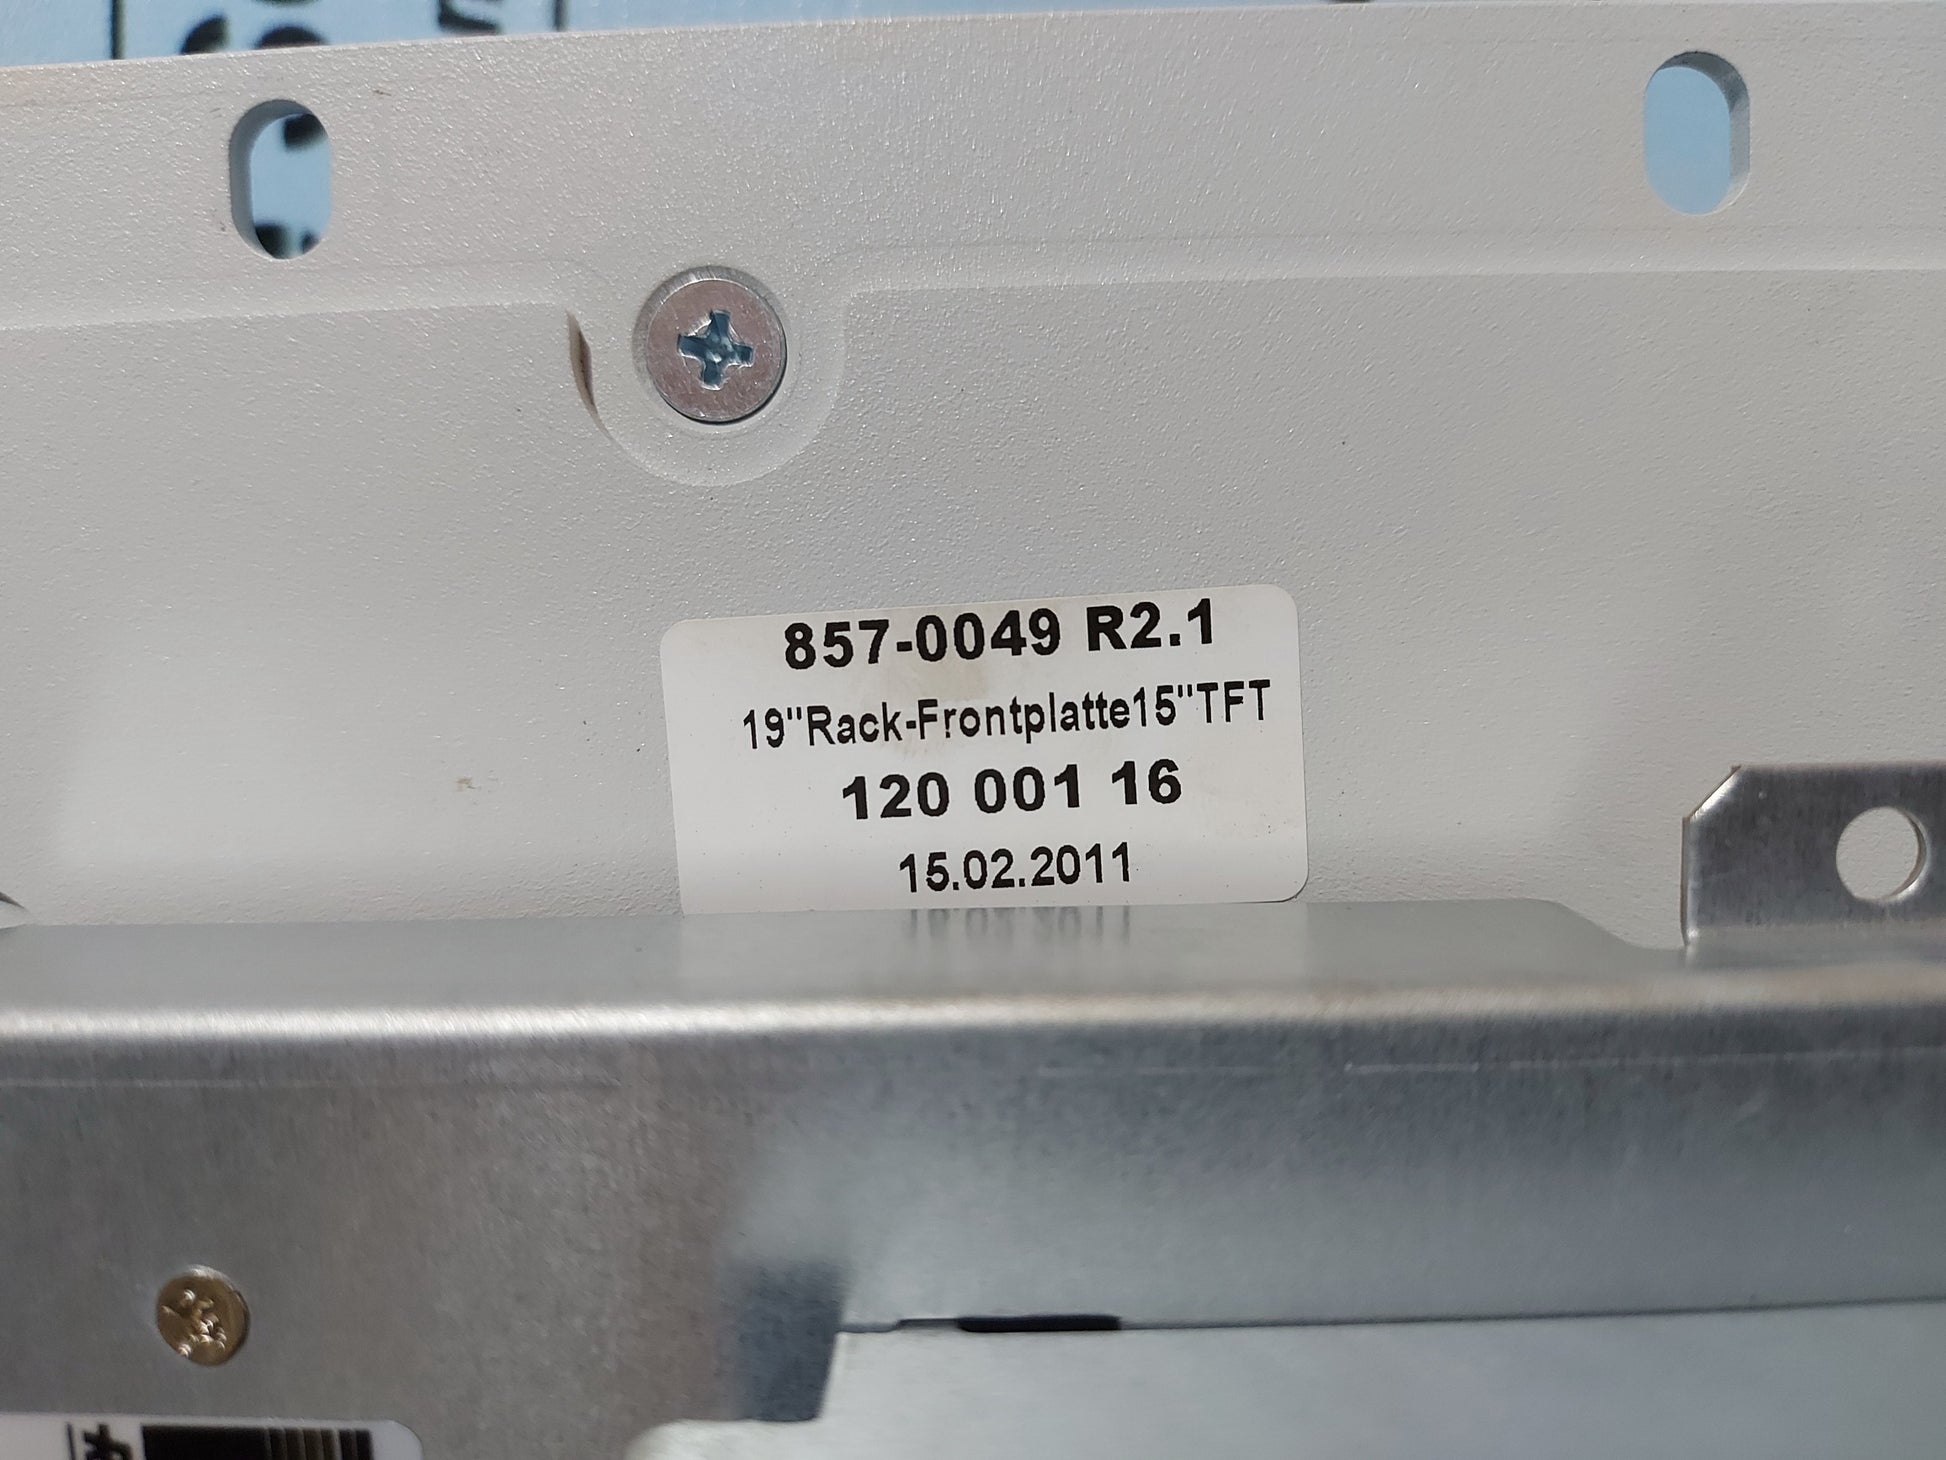 857-0049 R2.1
19"Rack-Frontplatte15"TFT
120 001 16
15.02.2011